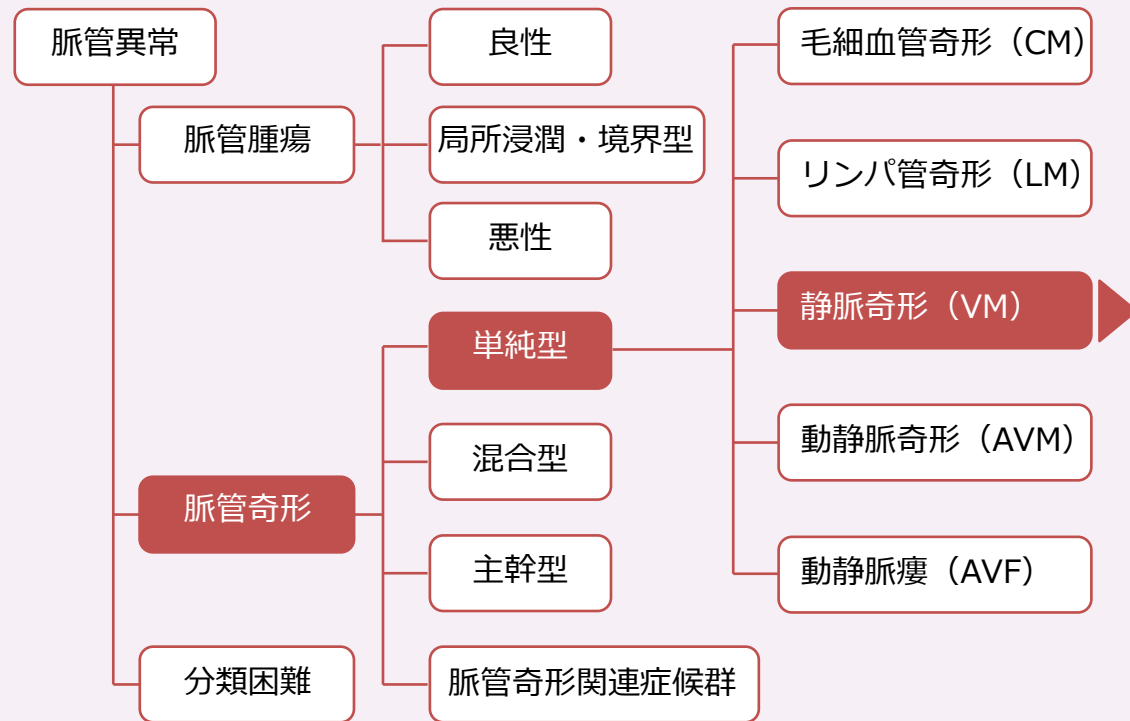 脈管異常
脈管腫瘍
良性
局所浸潤・境界型
悪性
脈管奇形
単純型
毛細血管奇形（CM）
リンパ管奇形（LM）
静脈奇形（VM）
動静脈奇形（AVM）
動静脈瘻（AVF）
混合型
主幹型
脈管奇形関連症候群
分類困難